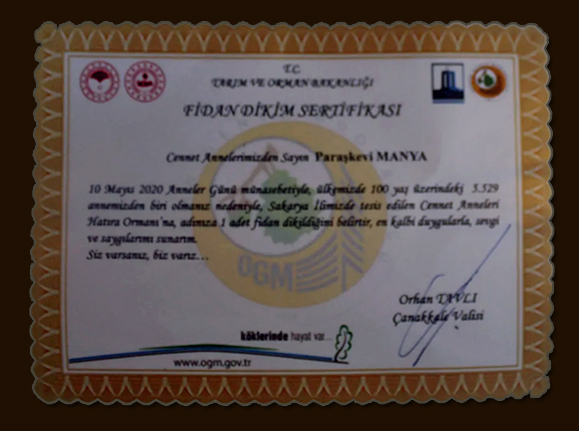 T.C.
TARIM VE ORMAN BAKANLIĞI
FİDAN DİKİM SERTİFİKASI
Cennet Annelerimizden Sayın Paraşkevi MANYA
10 Mayıs 2020 Anneler Günü münasebetiyle, ülkemizde 100 yaş üzerindeki 5.529
annemizden biri olmanız nedeniyle, Sakarya İlimizde tesis edilen Cennet Anneleri
Hatıra Ormanı'na, adınıza 1 adet fidan dikildiğini belirtir, en kalbi duygularla, sevgi
ve saygılarımı sunarım.
Siz varsanız, biz varız...
OGM
Orhan TAVLI
Çanakkale Valisi
köklerinde hayat var...
www.ogm.gov.tr